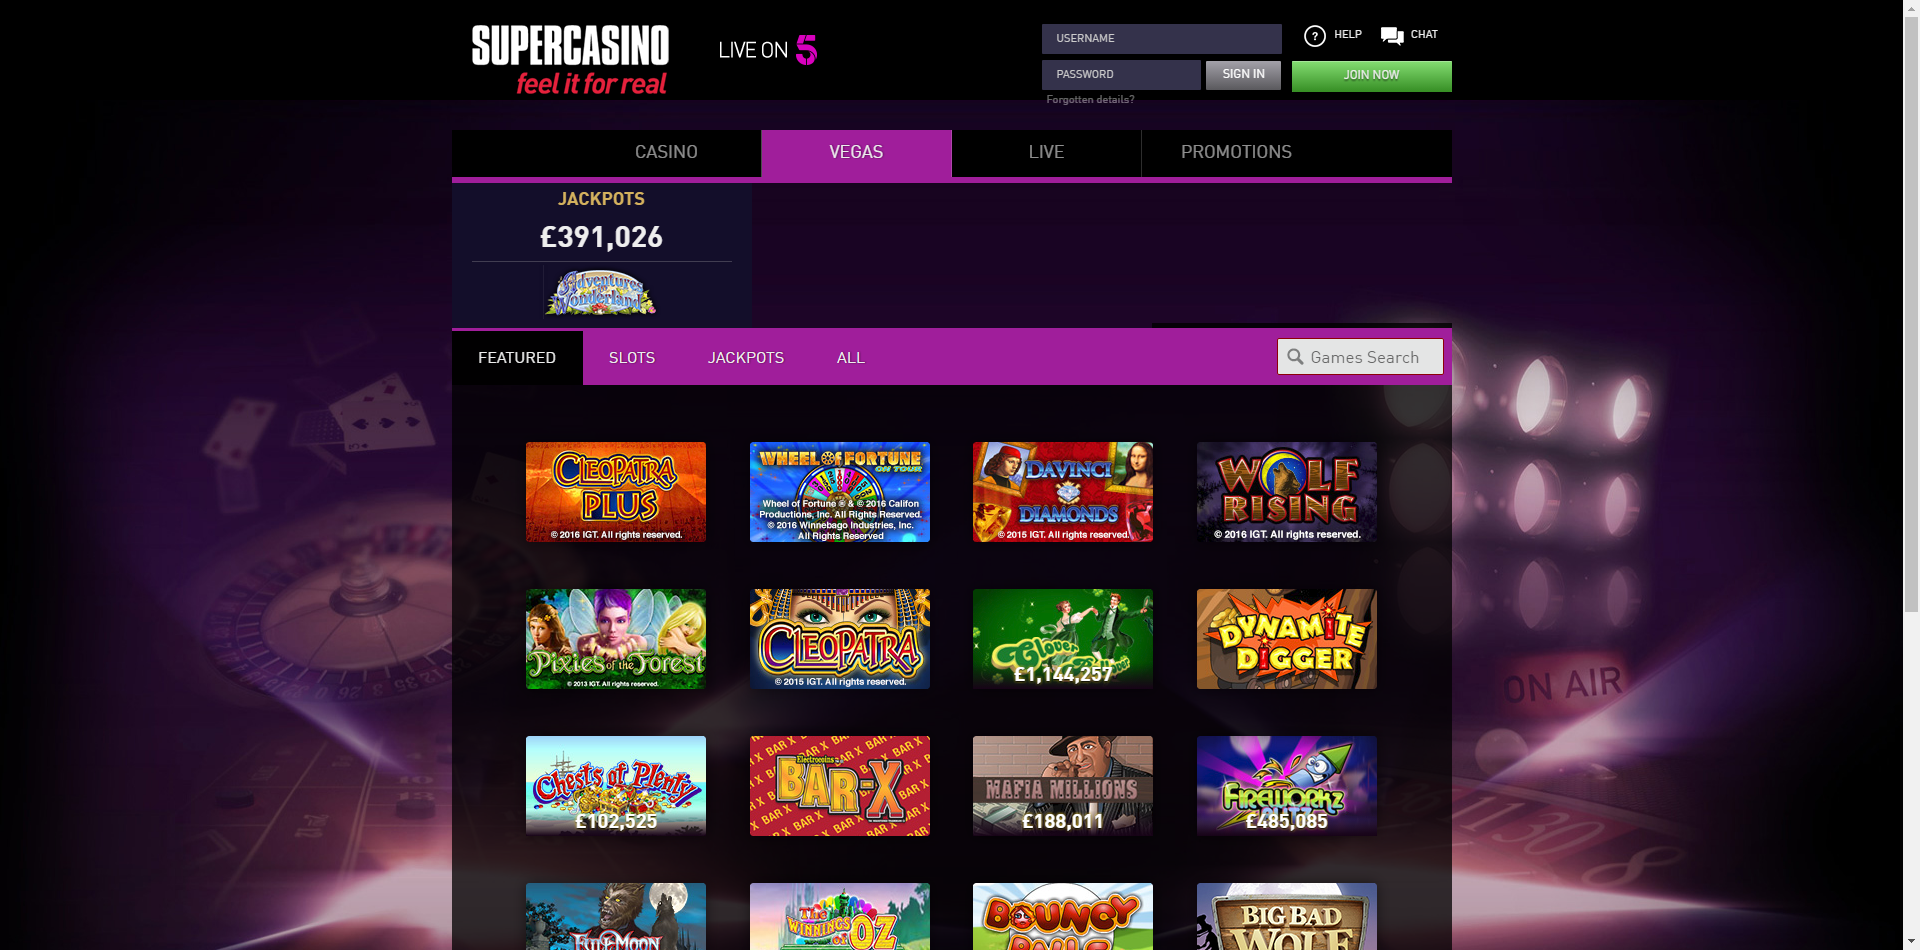 SUPERCASINO
feel it for real
LIVE ON 5
USERNAME
PASSWORD
SIGN IN
Forgotten details?
HELP
CHAT
JOIN NOW
CASINO
VEGAS
LIVE
PROMOTIONS
JACKPOTS
£391,026
Adventures
Wonderland
FEATURED
SLOTS
JACKPOTS
ALL
Games Search
CLEOPATRA
PLUS
© 2016 IGT. All rights reserved.
WHEEL OF FORTUNE
ON TOUR
Wheel of Fortune ® & © 2016 Califon
Productions, Inc. All Rights Reserved.
© 2016 Winnebago Industries, Inc.
All Rights Reserved
DAVINCI
DIAMONDS
© 2015 IGT. All rights reserved.
WOLF
RISING
© 2016 IGT. All rights reserved.
Pixies of the Forest
© 2013 IGT. All rights reserved.
CLEOPATRA
© 2015 IGT. All rights reserved.
Clover
£1,144,257
DYNAMITE
DIGGER
ON AIR
Chests of Plenty
£102,525
Electrocoin's
BAR-X
MAFIA MILLIONS
£188,011
FIREWORKZ
£485,085
FULL MOON
The
WINNINGS
of OZ
BOUNCY
BALLS
BIG BAD
WOLF